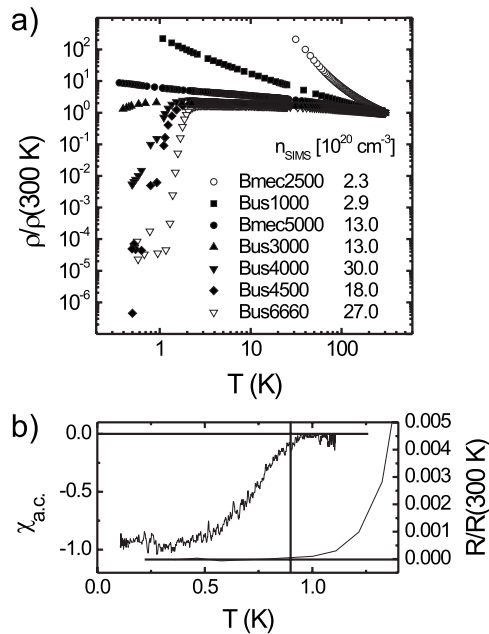 a)
10^2
10^1
10^0
10^-1
10^-2
10^-3
10^-4
10^-5
10^-6
ρ/ρ(300 K)
n_SIMS [10^20 cm^-3]
Bmec2500 2.3
Bus1000 2.9
Bmec5000 13.0
Bus3000 13.0
Bus4000 30.0
Bus4500 18.0
Bus6660 27.0
1 10 100
T (K)
b)
0.0
-0.5
-1.0
χ_a.c.
0.005
0.004
0.003
0.002
0.001
0.000
R/R(300 K)
0.0 0.5 1.0
T (K)